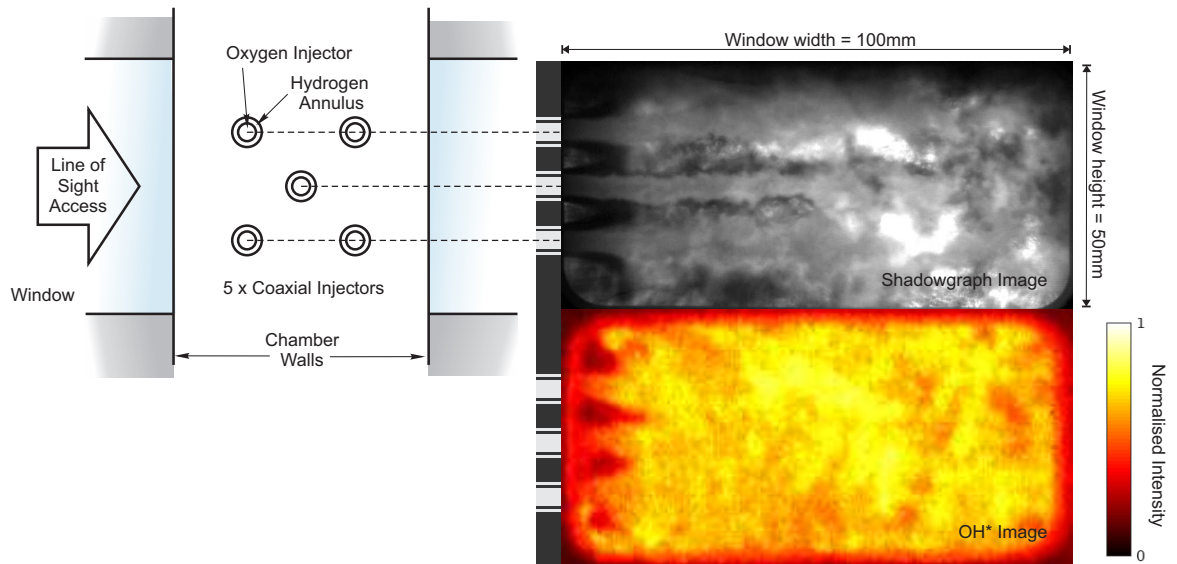 Oxygen Injector
Hydrogen
Annulus
Line of
Sight
Access
Window
5 x Coaxial Injectors
Chamber
Walls
Window width = 100mm
Window height = 50mm
Shadowgraph Image
OH* Image
1
Normalised Intensity
0